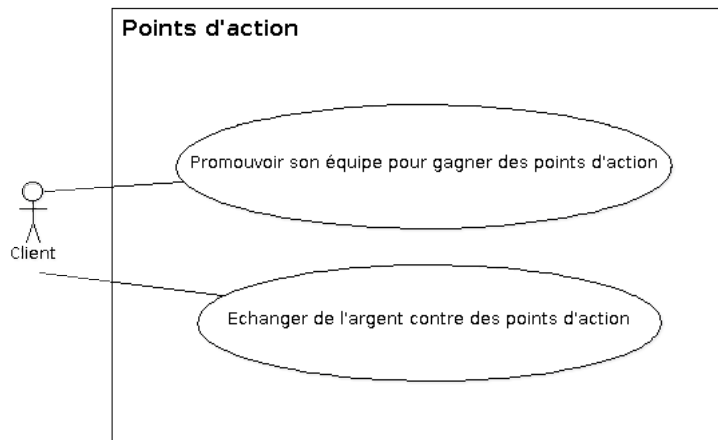 Points d'action
Promouvoir son équipe pour gagner des points d'action
Client
Echanger de l'argent contre des points d'action